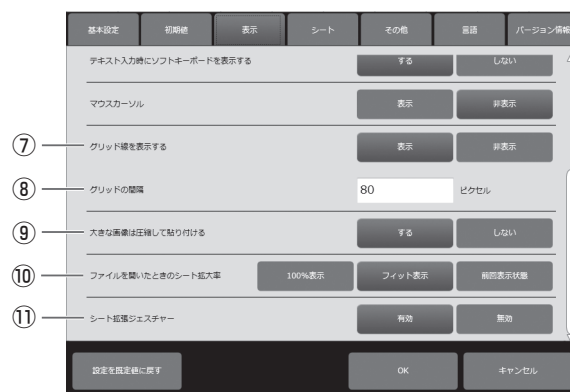 基本設定 初期値 表示 シート その他 言語 バージョン情報
テキスト入力時にソフトキーボードを表示する する しない
マウスカーソル 表示 非表示
⑦ グリッド線を表示する 表示 非表示
⑧ グリッドの間隔 80 ピクセル
⑨ 大きな画像は圧縮して貼り付ける する しない
⑩ ファイルを開いたときのシート拡大率 100%表示 フィット表示 前回表示状態
⑪ シート拡張ジェスチャー 有効 無効
設定を既定値に戻す OK キャンセル